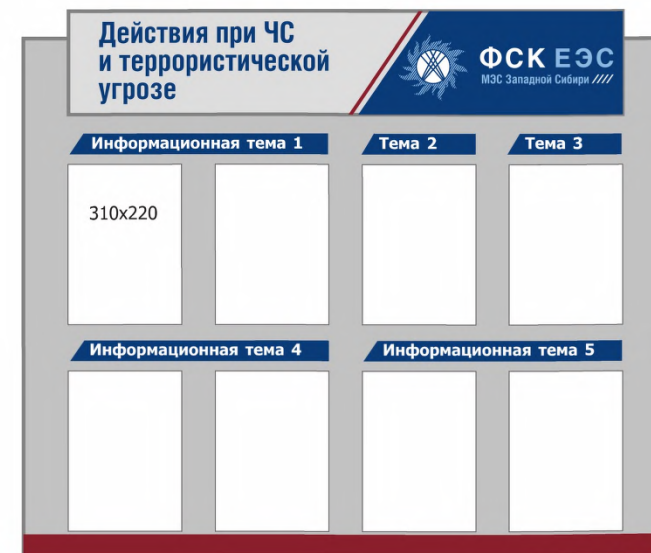 Действия при ЧС
и террористической
угрозе
ФСК ЕЭС
МЭС Западной Сибири ////
Информационная тема 1
Тема 2
Тема 3
310x220
Информационная тема 4
Информационная тема 5